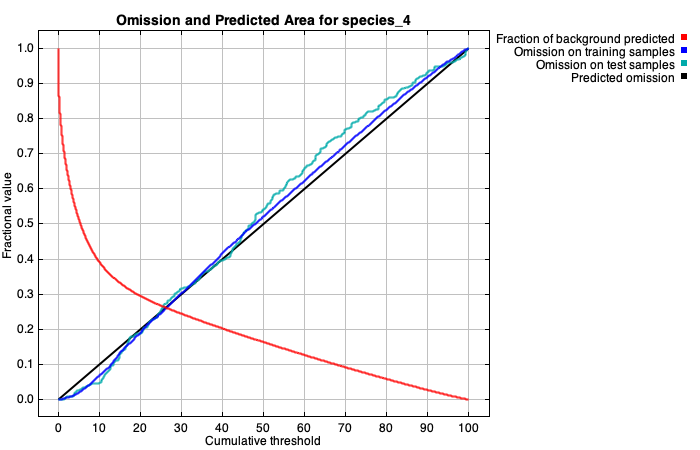 Omission and Predicted Area for species_4
Fraction of background predicted
Omission on training samples
Omission on test samples
Predicted omission
Fractional value
1.0
0.9
0.8
0.7
0.6
0.5
0.4
0.3
0.2
0.1
0.0
0 10 20 30 40 50 60 70 80 90 100
Cumulative threshold